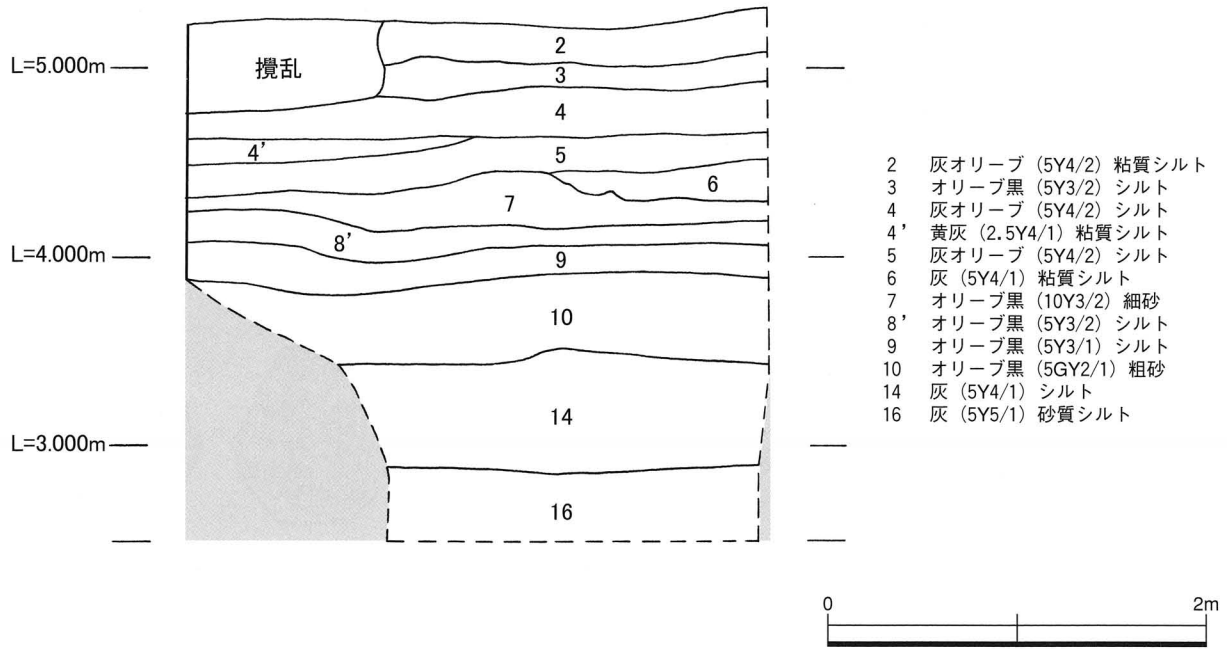 L=5.000m
L=4.000m
L=3.000m
攪乱
2
3
4
4’
5
6
7
8’
9
10
14
16
2 灰オリーブ（5Y4/2）粘質シルト
3 オリーブ黒（5Y3/2）シルト
4 灰オリーブ（5Y4/2）シルト
4’ 黄灰（2.5Y4/1）粘質シルト
5 灰オリーブ（5Y4/2）シルト
6 灰（5Y4/1）粘質シルト
7 オリーブ黒（10Y3/2）細砂
8’ オリーブ黒（5Y3/2）シルト
9 オリーブ黒（5Y3/1）シルト
10 オリーブ黒（5GY2/1）粗砂
14 灰（5Y4/1）シルト
16 灰（5Y5/1）砂質シルト
0 2m